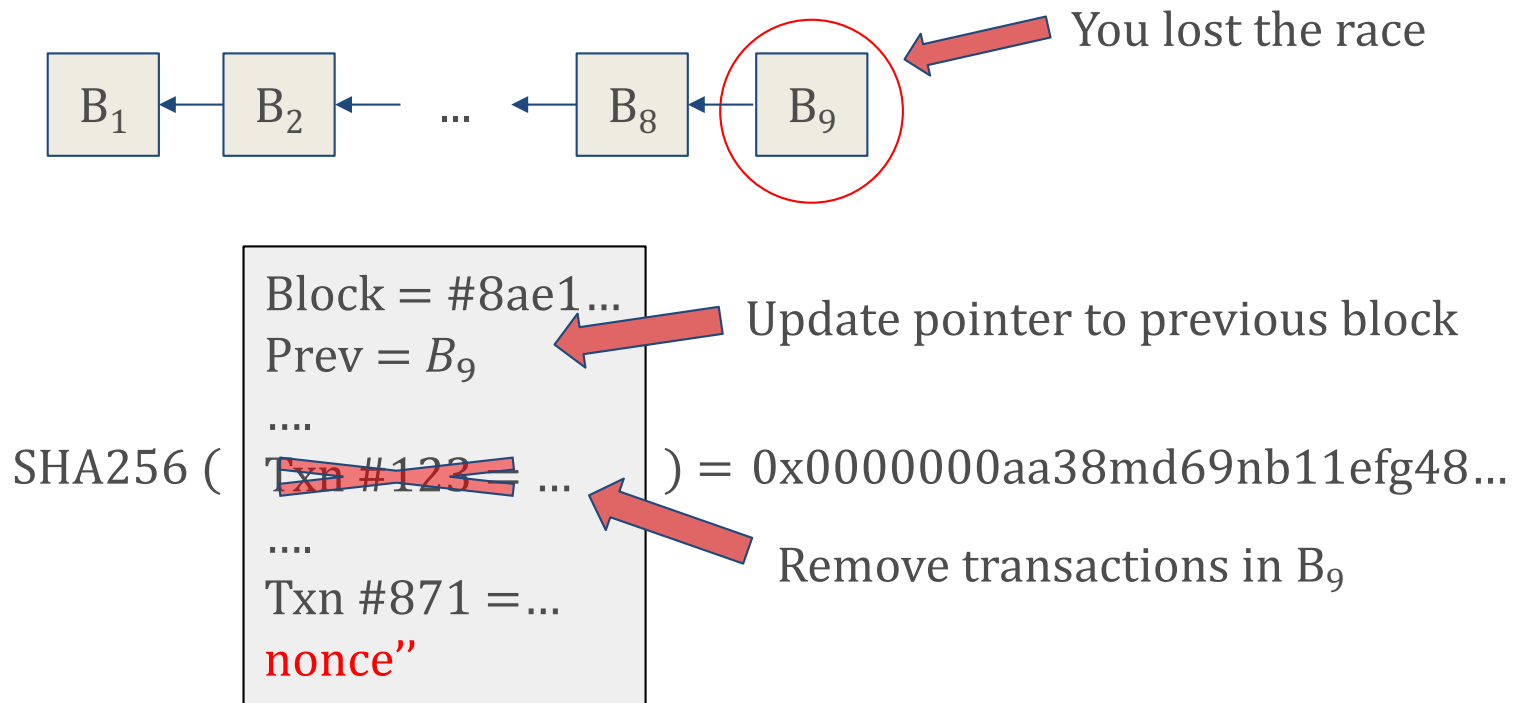 You lost the race
B₁ B₂ ... B₈ B₉
Block = #8ae1...
Update pointer to previous block
Prev = B₉
....
SHA256 ( Txn #123 = ... ) = 0x0000000aa38md69nb11efg48...
....
Remove transactions in B₉
Txn #871 =...
nonce’’